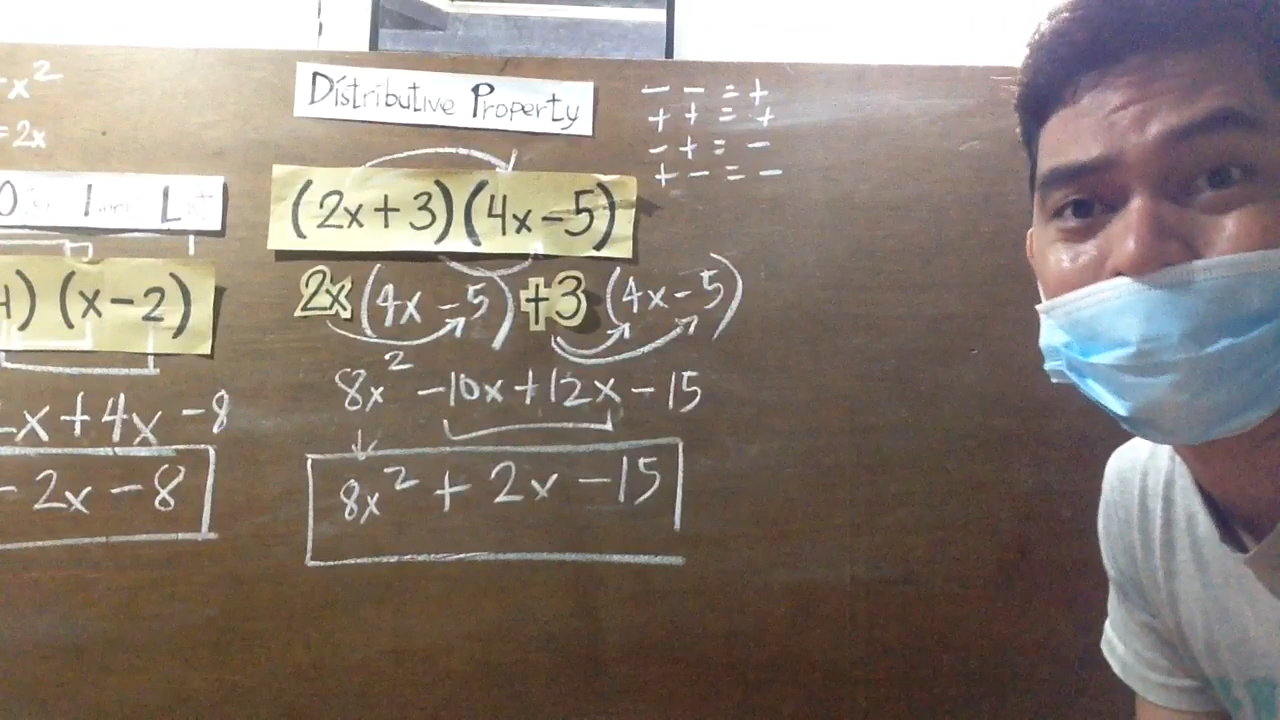 -x²
= 2x
O I L
4) (x-2)
x+4x -8
- 2x -8
Distributive Property
- - = +
+ + = +
- + = -
+ - = -
(2x+3)(4x-5)
2x(4x -5)+3 (4x-5)
8x² -10x+12x -15
8x² + 2x -15